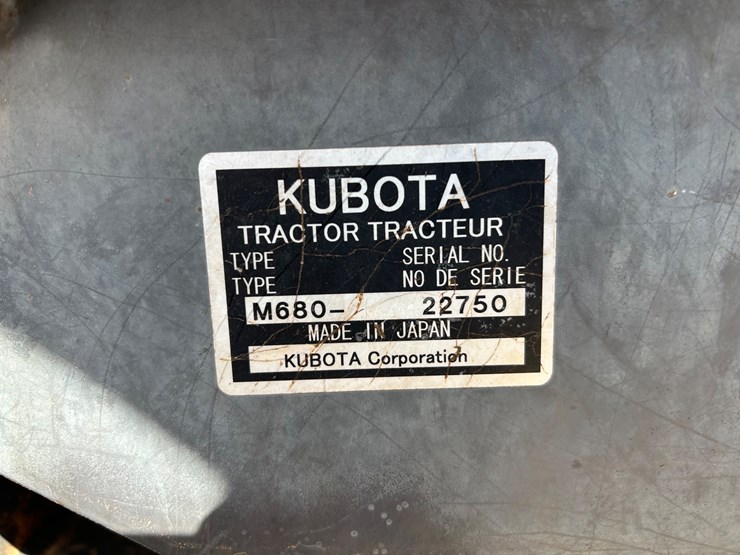 KUBOTA
TRACTOR TRACTEUR
TYPE SERIAL NO.
TYPE NO DE SERIE
M680- 22750
MADE IN JAPAN
KUBOTA Corporation